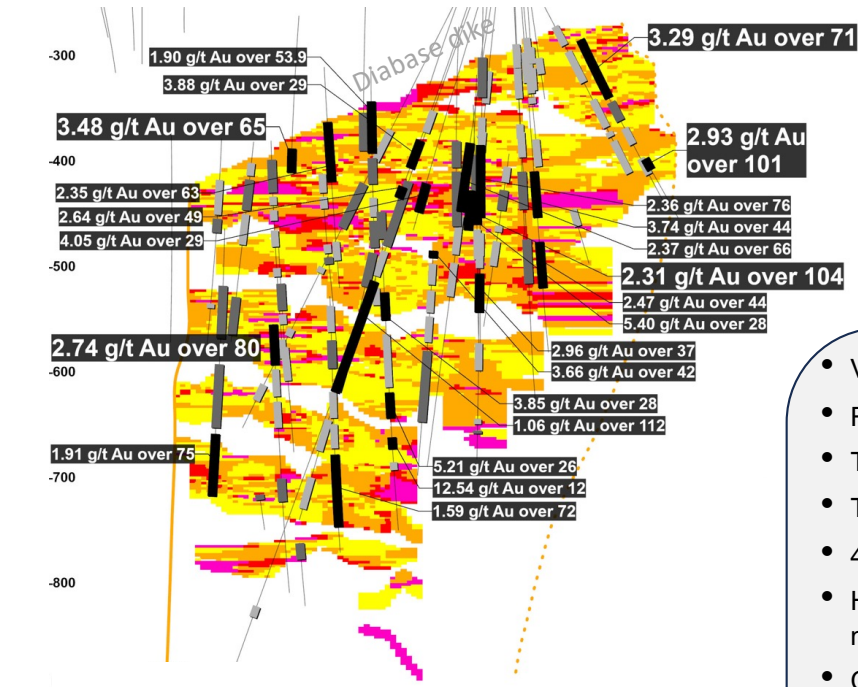 -300
-400
-500
-600
-700
-800
Diabase dike
1.90 g/t Au over 53.9
3.88 g/t Au over 29
3.48 g/t Au over 65
2.35 g/t Au over 63
2.64 g/t Au over 49
4.05 g/t Au over 29
2.74 g/t Au over 80
1.91 g/t Au over 75
3.29 g/t Au over 71
2.93 g/t Au
over 101
2.36 g/t Au over 76
3.74 g/t Au over 44
2.37 g/t Au over 66
2.31 g/t Au over 104
2.47 g/t Au over 44
5.40 g/t Au over 28
2.96 g/t Au over 37
3.66 g/t Au over 42
3.85 g/t Au over 28
1.06 g/t Au over 112
5.21 g/t Au over 26
12.54 g/t Au over 12
1.59 g/t Au over 72